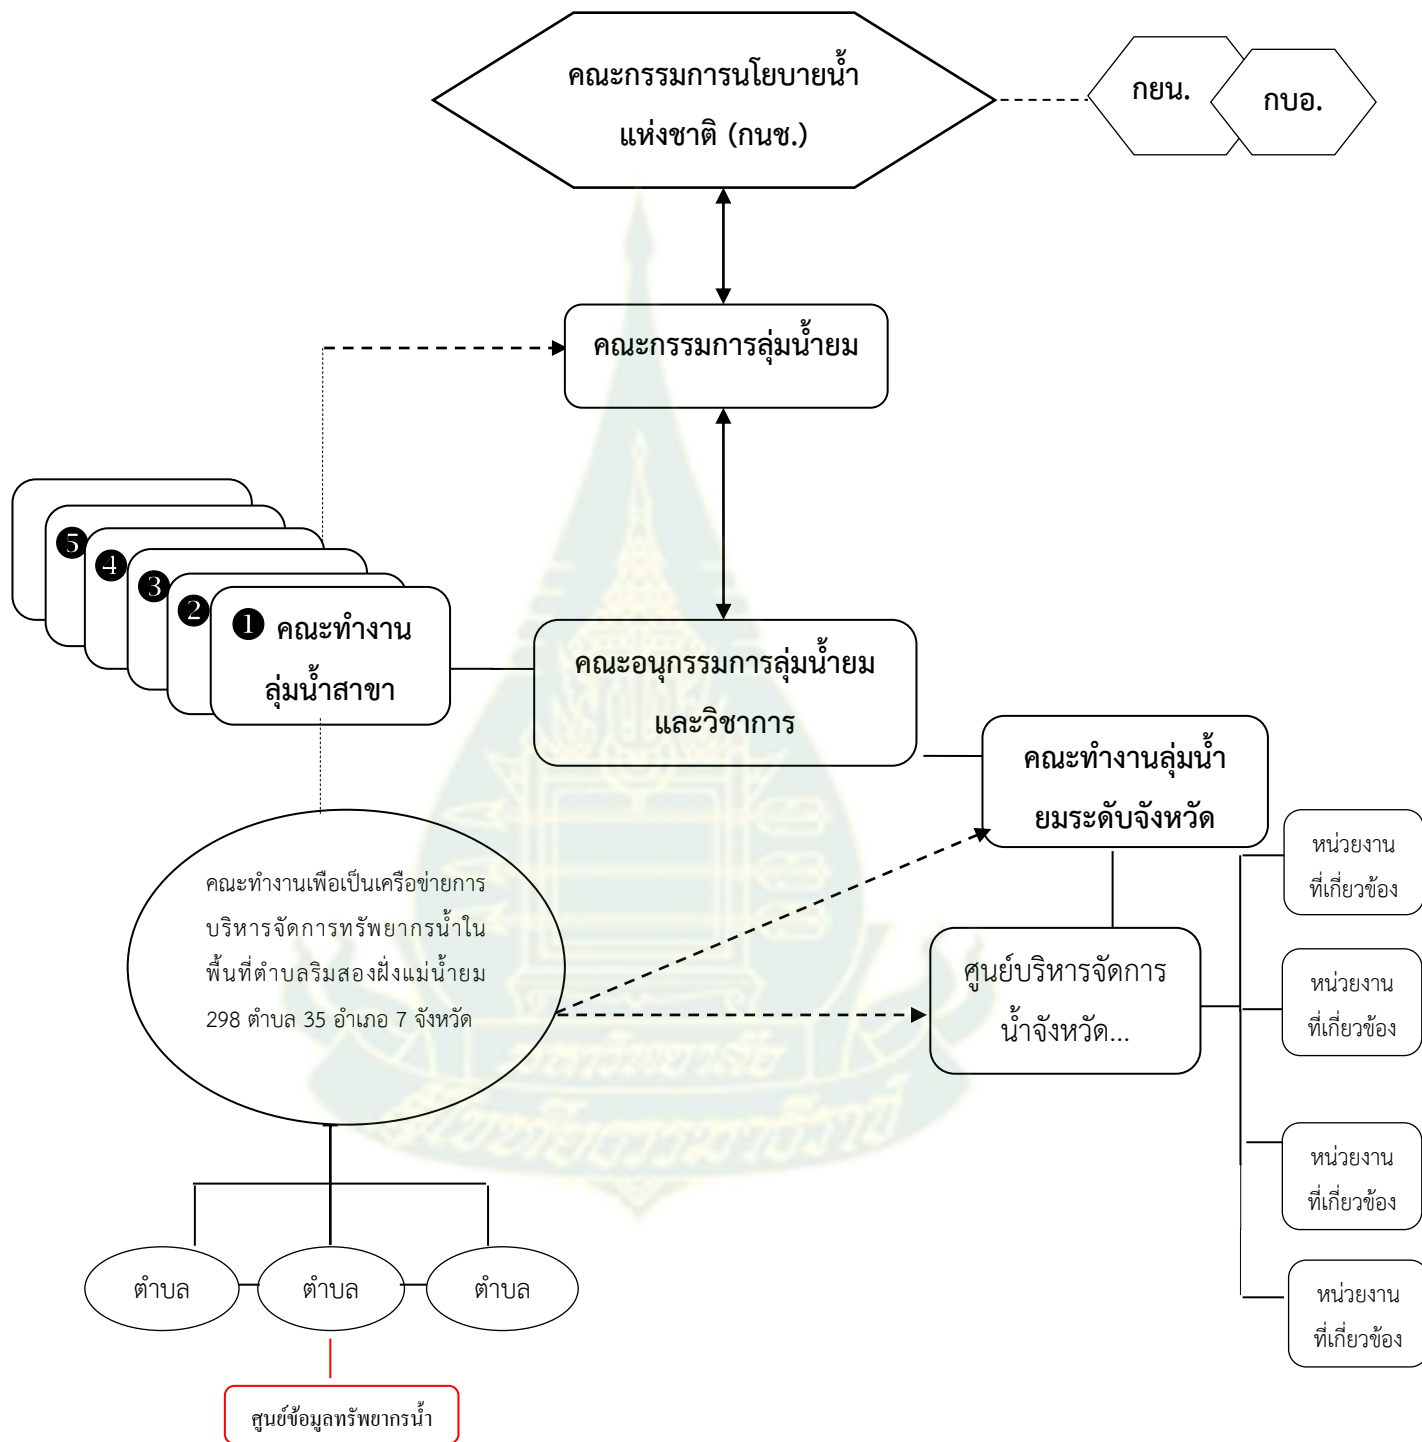 คณะกรรมการนโยบายน้ำ
แห่งชาติ (กนช.)
กยน.
กบอ.
คณะกรรมการลุ่มน้ำยม
❺
❹
❸
❷
❶ คณะทำงาน
ลุ่มน้ำสาขา
คณะอนุกรรมการลุ่มน้ำยม
และวิชาการ
คณะทำงานลุ่มน้ำ
ยมระดับจังหวัด
คณะทำงานเพือเป็นเครือข่ายการ
บริหารจัดการทรัพยากรน้ำใน
พื้นที่ตำบลริมสองฝั่งแม่น้ำยม
298 ตำบล 35 อำเภอ 7 จังหวัด
ศูนย์บริหารจัดการ
น้ำจังหวัด...
หน่วยงาน
ที่เกี่ยวข้อง
หน่วยงาน
ที่เกี่ยวข้อง
หน่วยงาน
ที่เกี่ยวข้อง
หน่วยงาน
ที่เกี่ยวข้อง
ตำบล
ตำบล
ตำบล
ศูนย์ข้อมูลทรัพยากรน้ำ